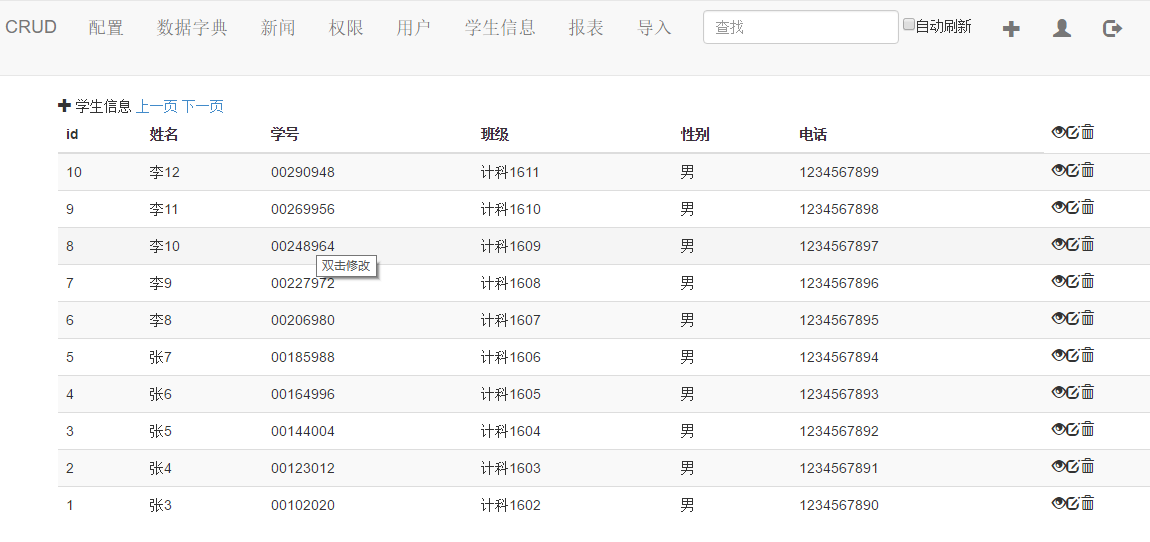 CRUD 配置 数据字典 新闻 权限 用户 学生信息 报表 导入 查找 自动刷新
学生信息 上一页 下一页
id 姓名 学号 班级 性别 电话
10 李12 00290948 计科1611 男 1234567899
9 李11 00269956 计科1610 男 1234567898
8 李10 00248964 计科1609 男 1234567897
双击修改
7 李9 00227972 计科1608 男 1234567896
6 李8 00206980 计科1607 男 1234567895
5 张7 00185988 计科1606 男 1234567894
4 张6 00164996 计科1605 男 1234567893
3 张5 00144004 计科1604 男 1234567892
2 张4 00123012 计科1603 男 1234567891
1 张3 00102020 计科1602 男 1234567890